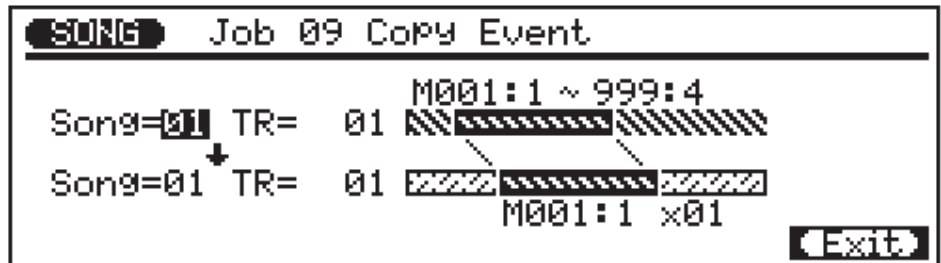 SONG Job 09 Copy Event
M001:1 ~ 999:4
Song=01 TR= 01
Song=01 TR= 01
M001:1 x01
Exit